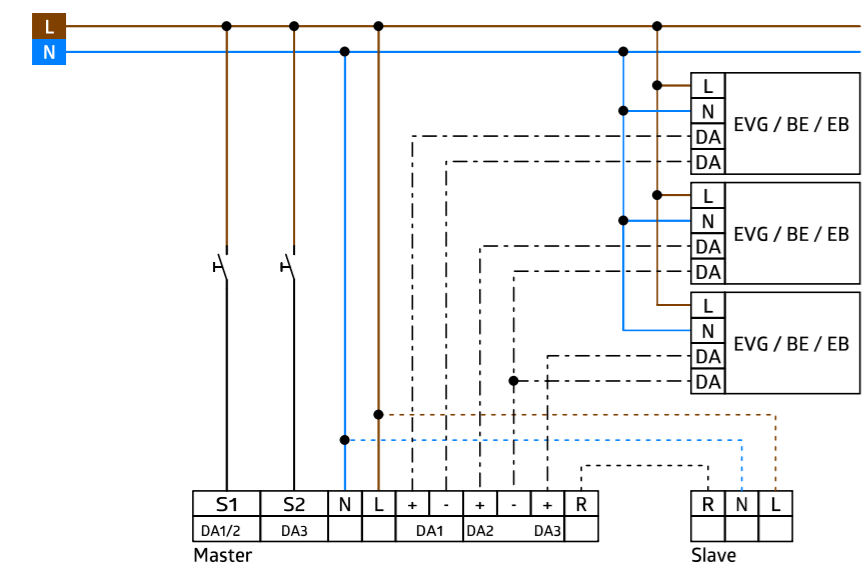 L
N
L
N
DA
DA
EVG / BE / EB
L
N
DA
DA
EVG / BE / EB
L
N
DA
DA
EVG / BE / EB
S1 S2 N L + - + - + R
DA1/2 DA3 DA1 DA2 DA3
Master
R N L
Slave